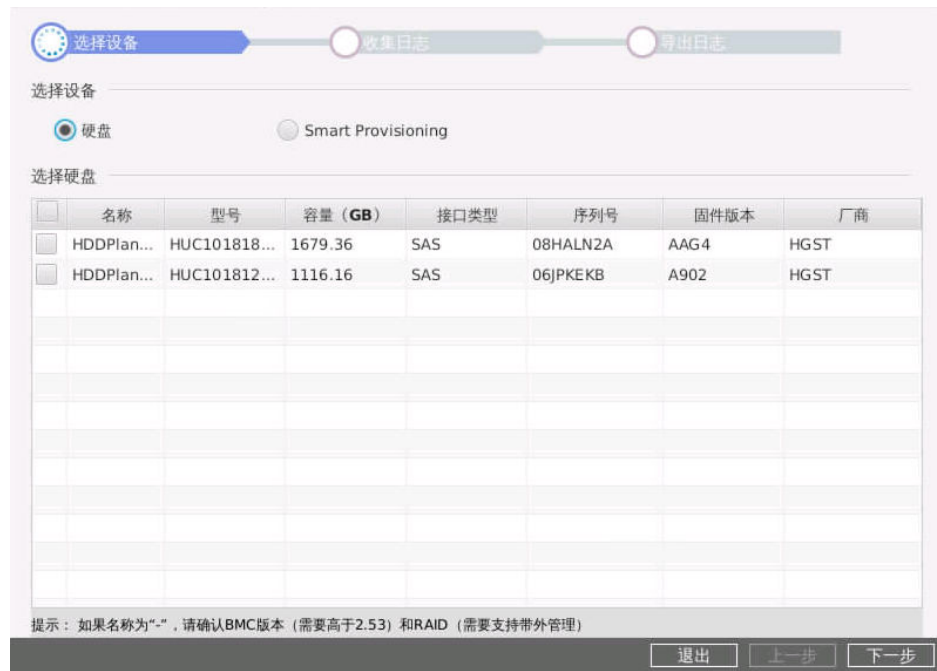 选择设备 收集日志 导出日志
选择设备
硬盘 Smart Provisioning
选择硬盘
名称 型号 容量（GB） 接口类型 序列号 固件版本 厂商
HDDPlan... HUC101818... 1679.36 SAS 08HALN2A AAG4 HGST
HDDPlan... HUC101812... 1116.16 SAS 06JPKEKB A902 HGST
提示： 如果名称为“-”，请确认BMC版本（需要高于2.53）和RAID（需要支持带外管理）
退出 上一步 下一步